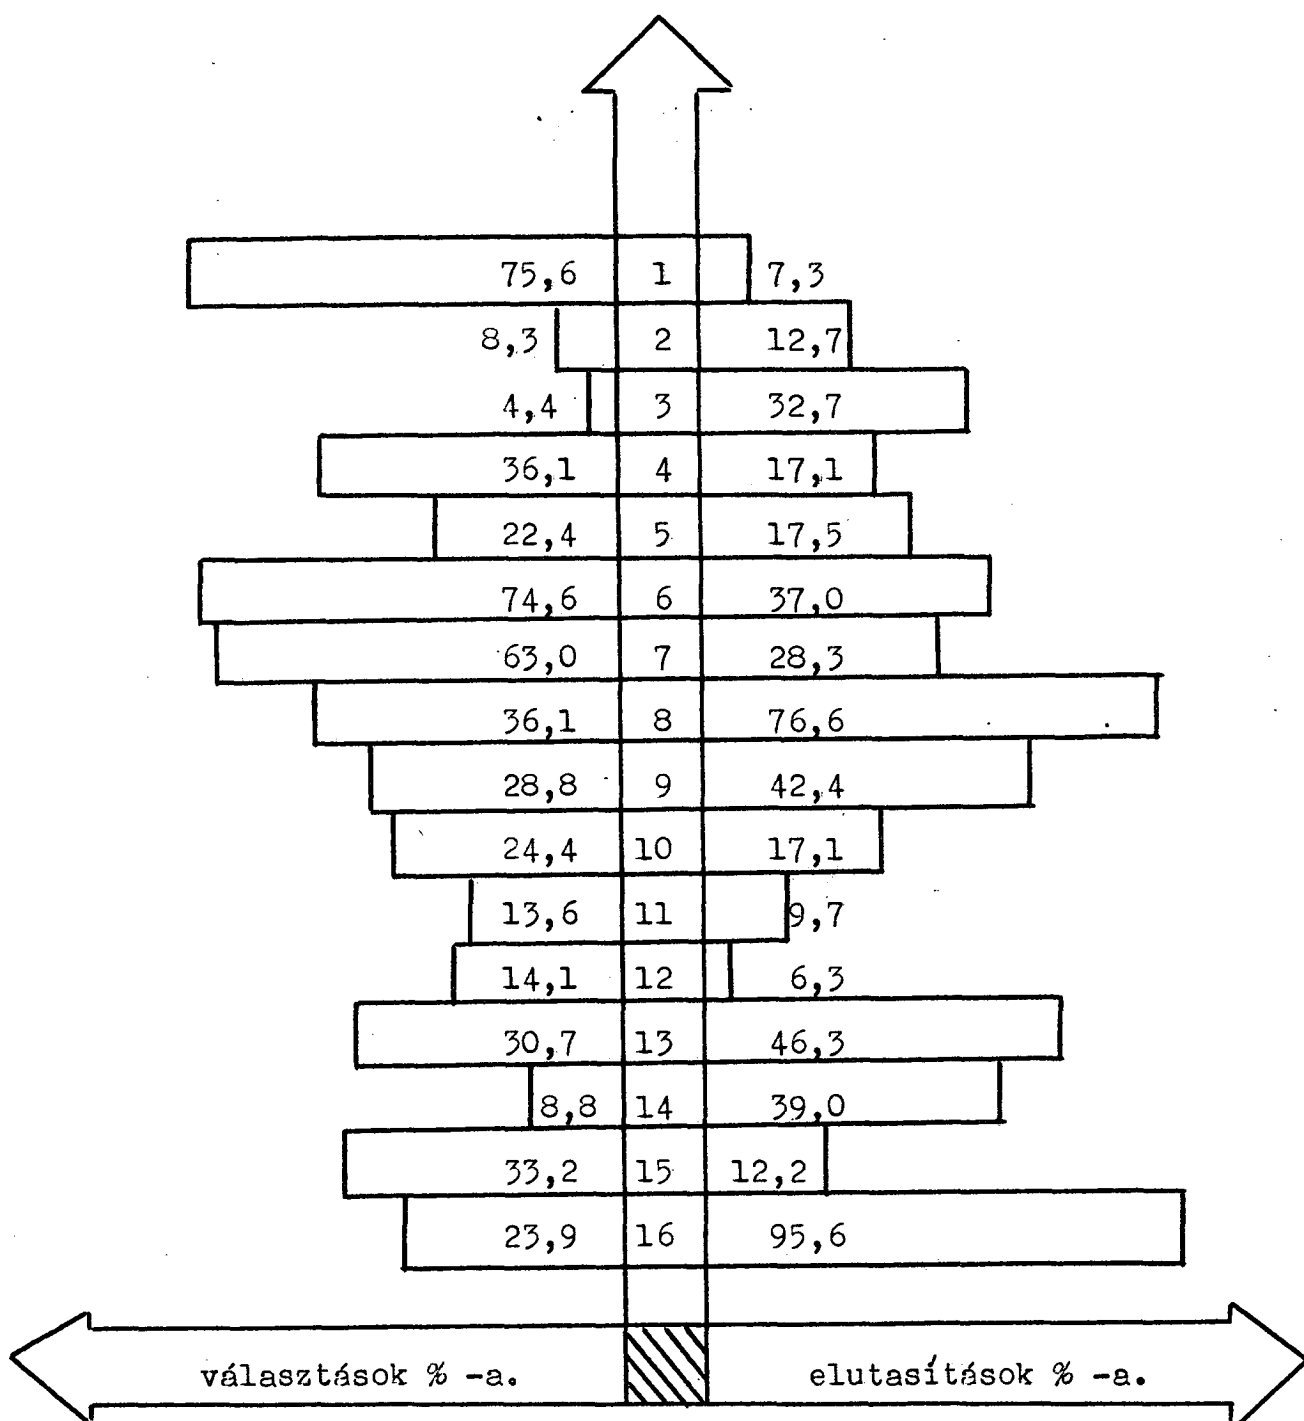 75,6 1 7,3
8,3 2 12,7
4,4 3 32,7
36,1 4 17,1
22,4 5 17,5
74,6 6 37,0
63,0 7 28,3
36,1 8 76,6
28,8 9 42,4
24,4 10 17,1
13,6 11 9,7
14,1 12 6,3
30,7 13 46,3
8,8 14 39,0
33,2 15 12,2
23,9 16 95,6
választások % -a. elutasítások % -a.